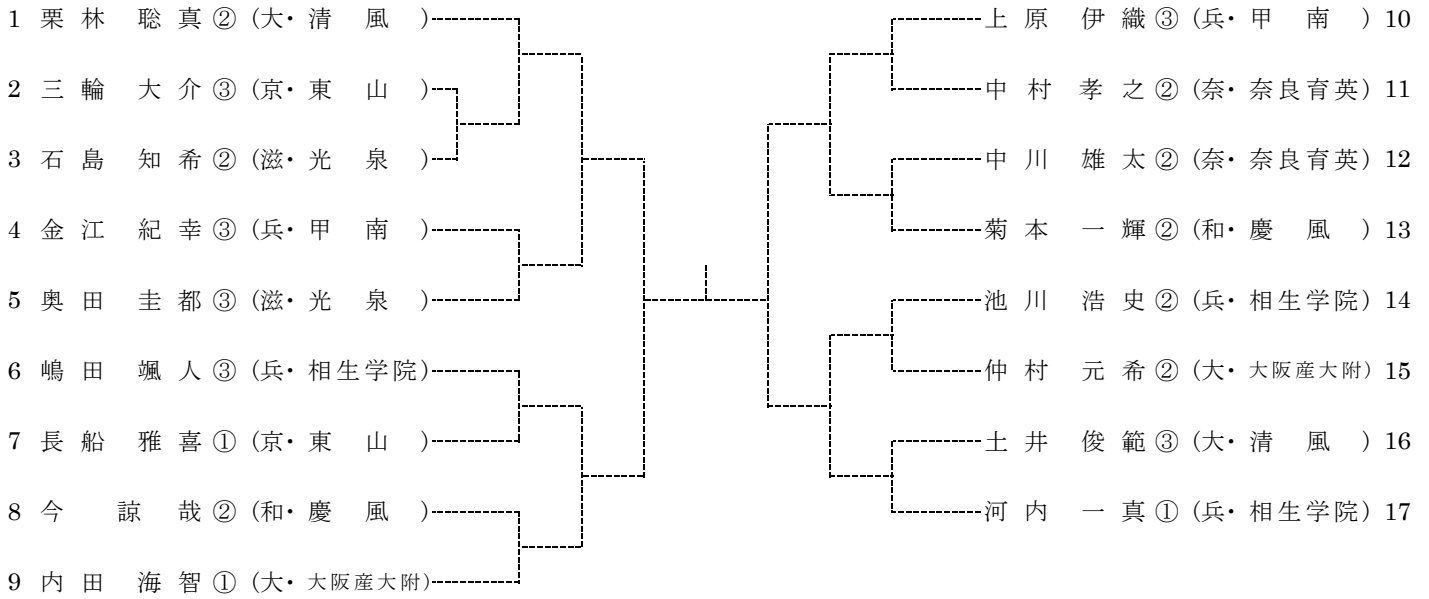 1 栗林 聡真② (大・清風)
2 三輪 大介③ (京・東山)
3 石島 知希② (滋・光泉)
4 金江 紀幸③ (兵・甲南)
5 奥田 圭都③ (滋・光泉)
6 嶋田 颯人③ (兵・相生学院)
7 長船 雅喜① (京・東山)
8 今 諒哉② (和・慶風)
9 内田 海智① (大・大阪産大附)
上原 伊織③ (兵・甲南) 10
中村 孝之② (奈・奈良育英) 11
中川 雄太② (奈・奈良育英) 12
菊本 一輝② (和・慶風) 13
池川 浩史② (兵・相生学院) 14
仲村 元希② (大・大阪産大附) 15
土井 俊範③ (大・清風) 16
河内 一真① (兵・相生学院) 17